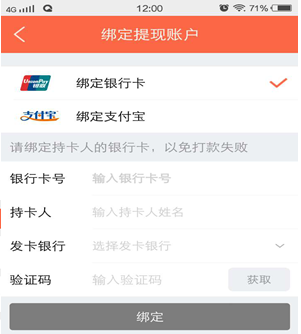 4G 12:00 71%
绑定提现账户
UnionPay 银联 绑定银行卡
支付宝 绑定支付宝
请绑定持卡人的银行卡，以免打款失败
银行卡号 输入银行卡号
持卡人 输入持卡人姓名
发卡银行 选择发卡银行
验证码 输入验证码 获取
绑定